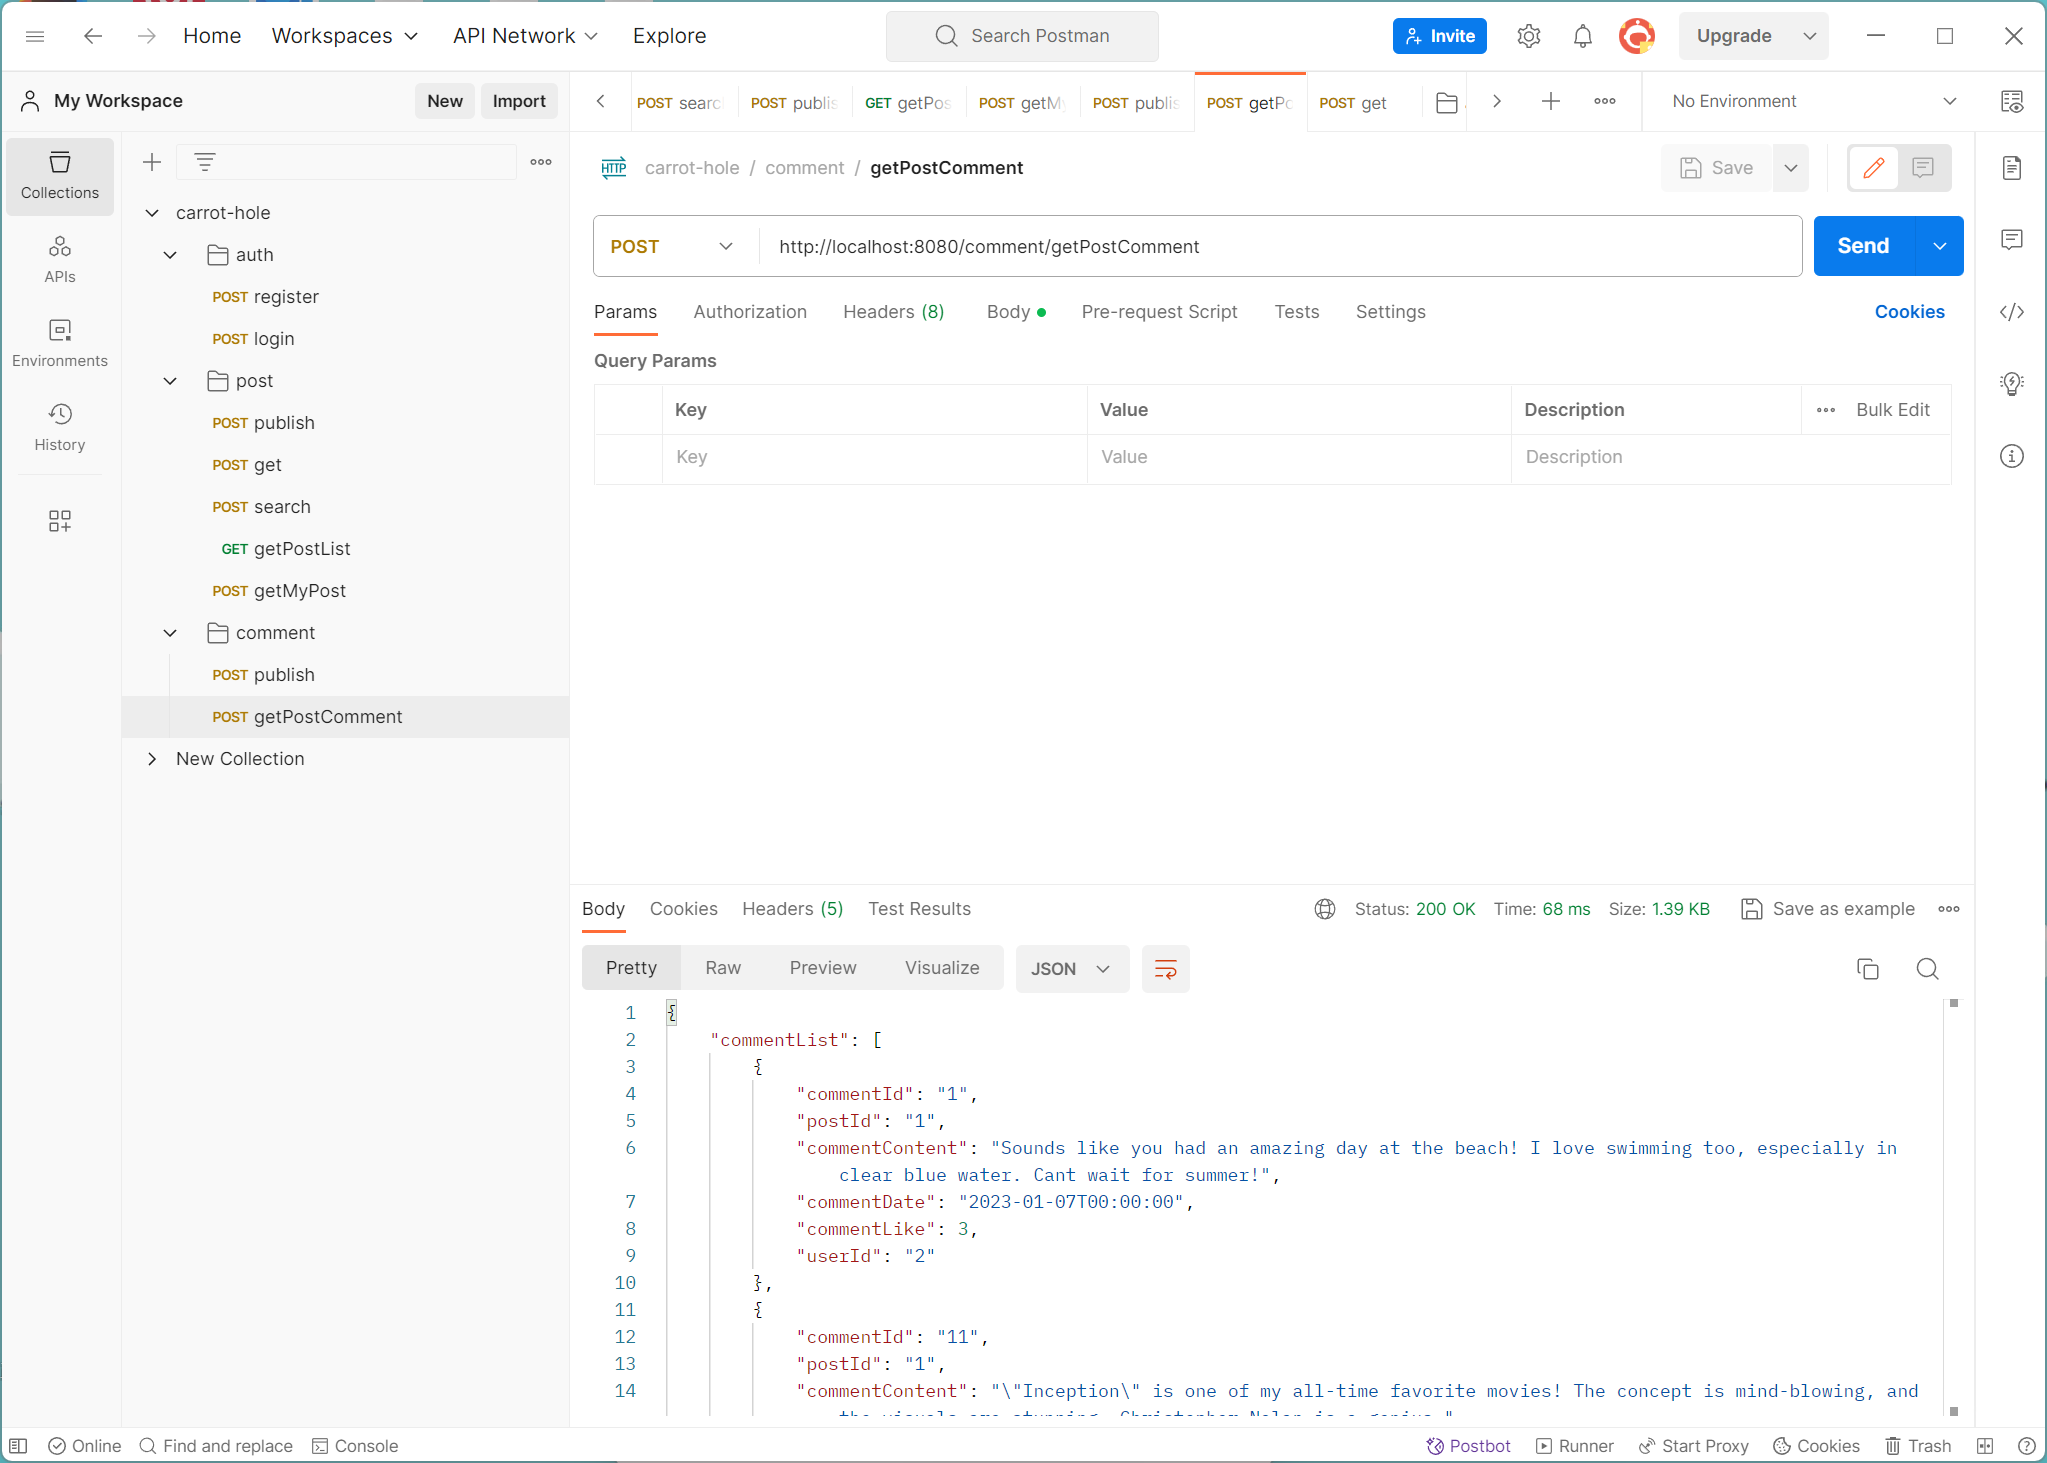 Home Workspaces API Network Explore Search Postman Invite Upgrade
My Workspace New Import
POST searc POST publis GET getPos POST getMy POST publis POST getPo POST get No Environment
Collections
APIs
Environments
History
carrot-hole
auth
POST register
POST login
post
POST publish
POST get
POST search
GET getPostList
POST getMyPost
comment
POST publish
POST getPostComment
New Collection
HTTP carrot-hole / comment / getPostComment Save
POST http://localhost:8080/comment/getPostComment Send
Params Authorization Headers (8) Body Pre-request Script Tests Settings Cookies
Query Params
Key Value Description Bulk Edit
Key Value Description
Body Cookies Headers (5) Test Results Status: 200 OK Time: 68 ms Size: 1.39 KB Save as example
Pretty Raw Preview Visualize JSON
1 {
2 "commentList": [
3 {
4 "commentId": "1",
5 "postId": "1",
6 "commentContent": "Sounds like you had an amazing day at the beach! I love swimming too, especially in
clear blue water. Cant wait for summer!",
7 "commentDate": "2023-01-07T00:00:00",
8 "commentLike": 3,
9 "userId": "2"
10 },
11 {
12 "commentId": "11",
13 "postId": "1",
14 "commentContent": "\"Inception\" is one of my all-time favorite movies! The concept is mind-blowing, and
the visuals are stunning. Christopher Nolan is a genius."
Online Find and replace Console Postbot Runner Start Proxy Cookies Trash